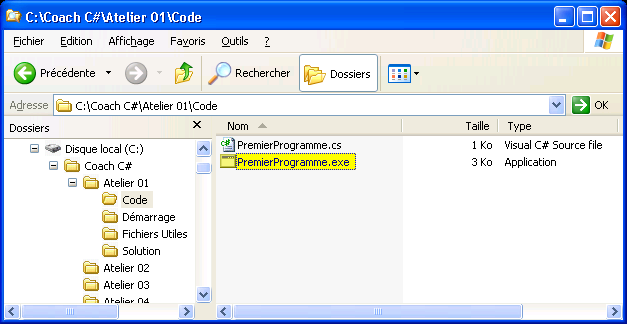 C:\Coach C#\Atelier 01\Code
Fichier Edition Affichage Favoris Outils ?
Précédente Rechercher Dossiers
Adresse C:\Coach C#\Atelier 01\Code OK
Dossiers
Nom Taille Type
Disque local (C:)
Coach C#
Atelier 01
Code
Démarrage
Fichiers Utiles
Solution
Atelier 02
Atelier 03
Atelier 04
PremierProgramme.cs 1 Ko Visual C# Source file
PremierProgramme.exe 3 Ko Application